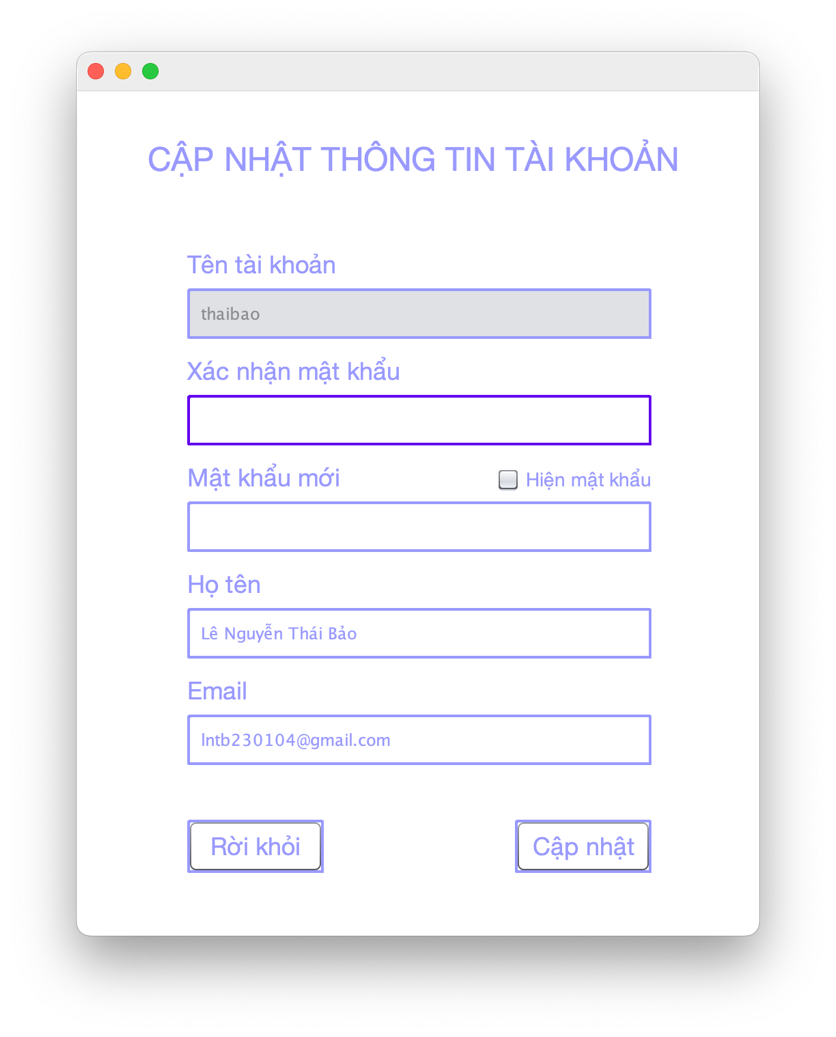 CẬP NHẬT THÔNG TIN TÀI KHOẢN
Tên tài khoản
thaibao
Xác nhận mật khẩu
Mật khẩu mới
Hiện mật khẩu
Họ tên
Lê Nguyễn Thái Bảo
Email
lntb230104@gmail.com
Rời khỏi
Cập nhật